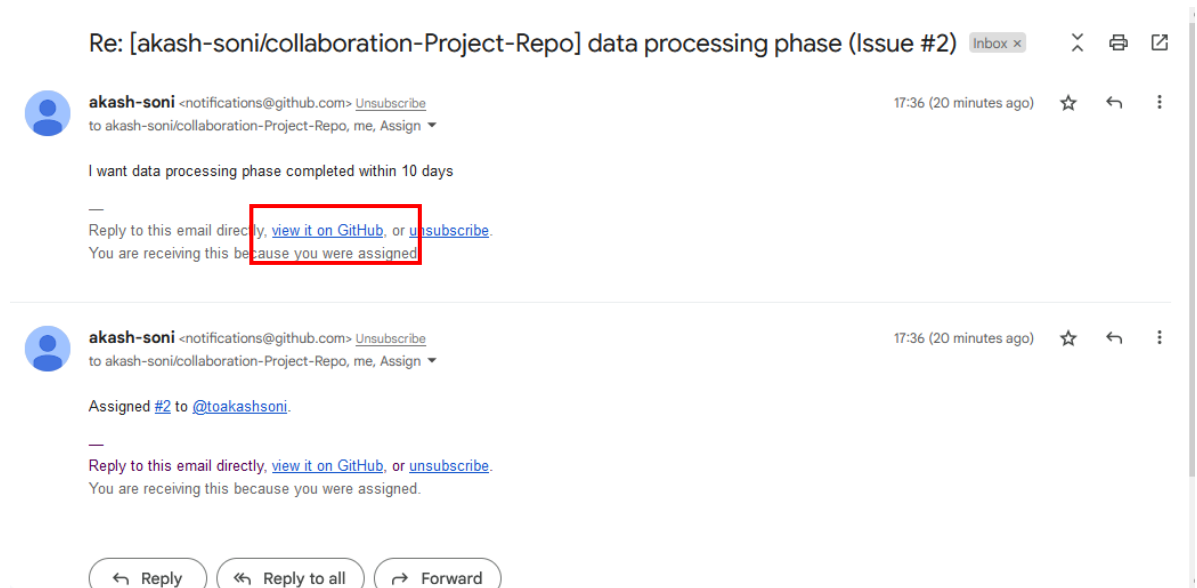 Re: [akash-soni/collaboration-Project-Repo] data processing phase (Issue #2) Inbox ×
akash-soni <notifications@github.com> Unsubscribe 17:36 (20 minutes ago)
to akash-soni/collaboration-Project-Repo, me, Assign
I want data processing phase completed within 10 days
—
Reply to this email directly, view it on GitHub, or unsubscribe.
You are receiving this because you were assigned
akash-soni <notifications@github.com> Unsubscribe 17:36 (20 minutes ago)
to akash-soni/collaboration-Project-Repo, me, Assign
Assigned #2 to @toakashsoni.
—
Reply to this email directly, view it on GitHub, or unsubscribe.
You are receiving this because you were assigned.
Reply Reply to all Forward